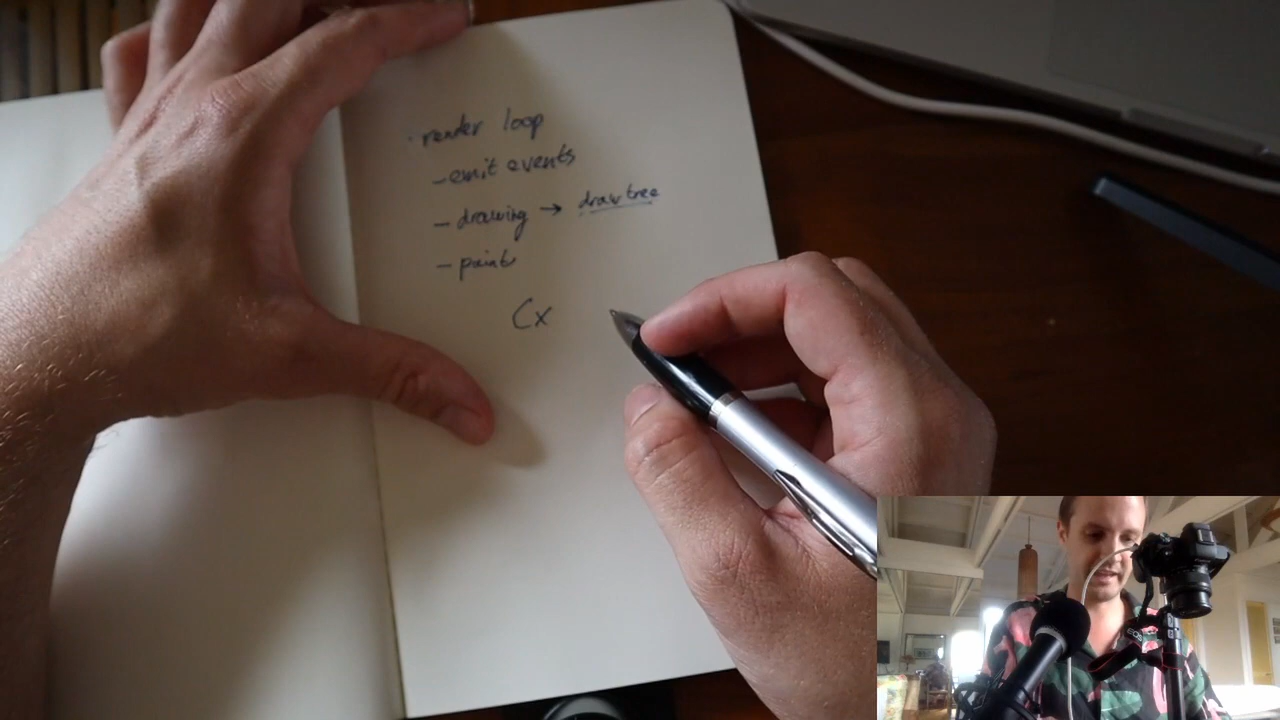 · render loop
- emit events
- drawing → draw tree
- paint
Cx